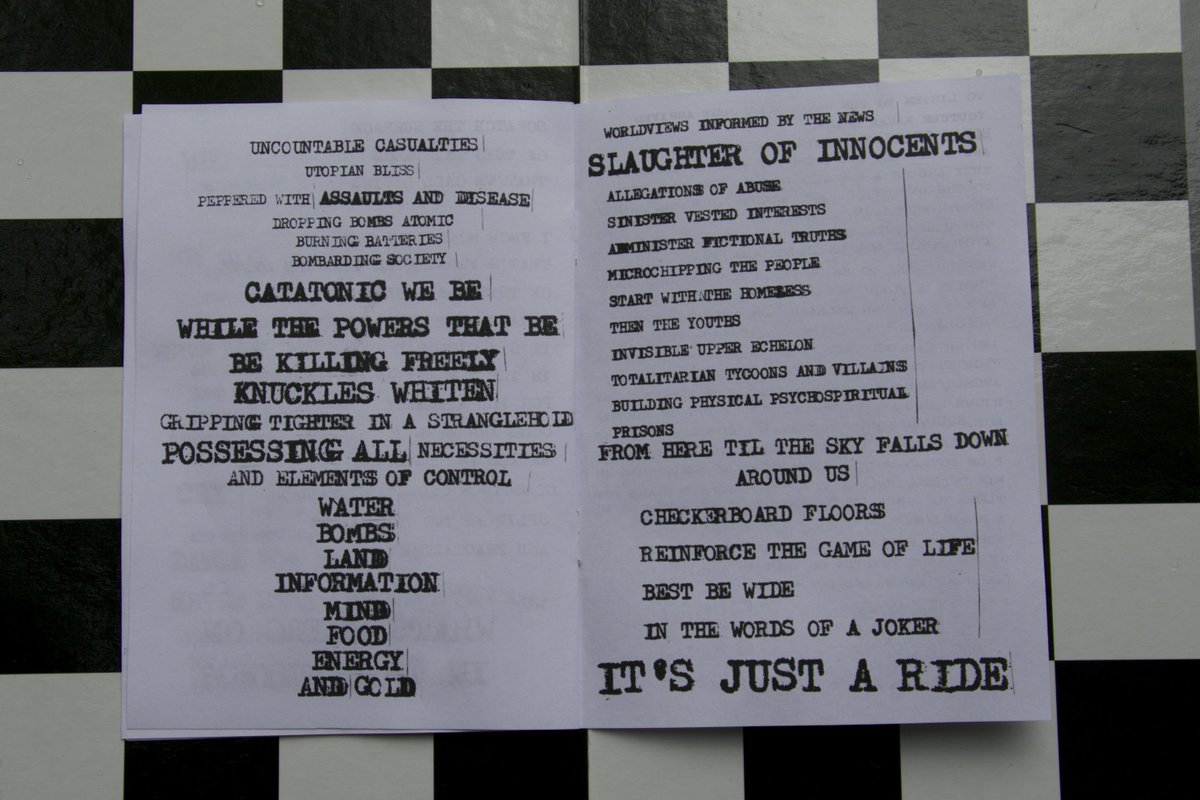 UNCOUNTABLE CASUALTIES
UTOPIAN BLISS
PEPPERED WITH ASSAULTS AND DISEASE
DROPPING BOMBS ATOMIC
BURNING BATTERIES
BOMBARDING SOCIETY
CATATONIC WE BE
WHILE THE POWERS THAT BE
BE KILLING FREELY
KNUCKLES WHITEN
GRIPPING TIGHTER IN A STRANGLEHOLD
POSSESSING ALL NECESSITIES
AND ELEMENTS OF CONTROL
WATER
BOMBS
LAND
INFORMATION
MIND
FOOD
ENERGY
AND GOLD
WORLDVIEWS INFORMED BY THE NEWS
SLAUGHTER OF INNOCENTS
ALLEGATIONS OF ABUSE
SINISTER VESTED INTERESTS
ADMINISTER FICTIONAL TRUTHS
MICROCHIPPING THE PEOPLE
START WITH THE HOMELESS
THEN THE YOUTES
INVISIBLE UPPER ECHELON
TOTALITARIAN TYCOONS AND VILLAINS
BUILDING PHYSICAL PSYCHOSPIRITUAL
PRISONS
FROM HERE TIL THE SKY FALLS DOWN
AROUND US
CHECKERBOARD FLOORS
REINFORCE THE GAME OF LIFE
BEST BE WIDE
IN THE WORDS OF A JOKER
IT'S JUST A RIDE